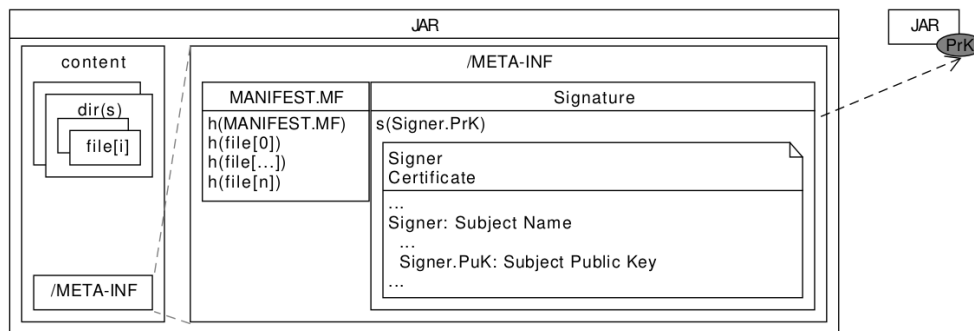 JAR
content
dir(s)
file[i]
/META-INF
/META-INF
MANIFEST.MF
h(MANIFEST.MF)
h(file[0])
h(file[...])
h(file[n])
Signature
s(Signer.PrK)
Signer
Certificate
...
Signer: Subject Name
...
Signer.PuK: Subject Public Key
...
JAR
PrK